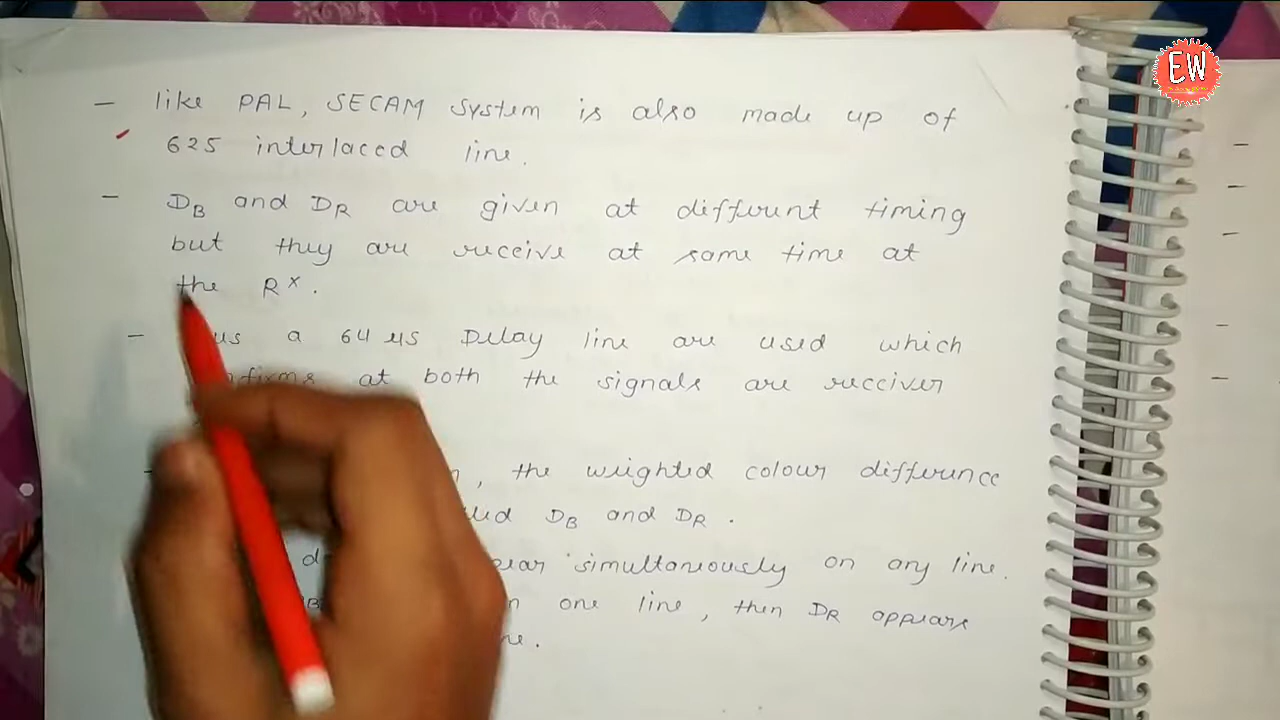 EW
- like PAL, SECAM System is also made up of
625 interlaced line.
- DB and DR are given at different timing
but they are receive at same time at
the Rx.
- us a 64 μs Delay line are used which
nfirms at both the signals are receiver
, the weighted colour difference
DB and DR.
simultaneously on any line.
one line, then DR appears